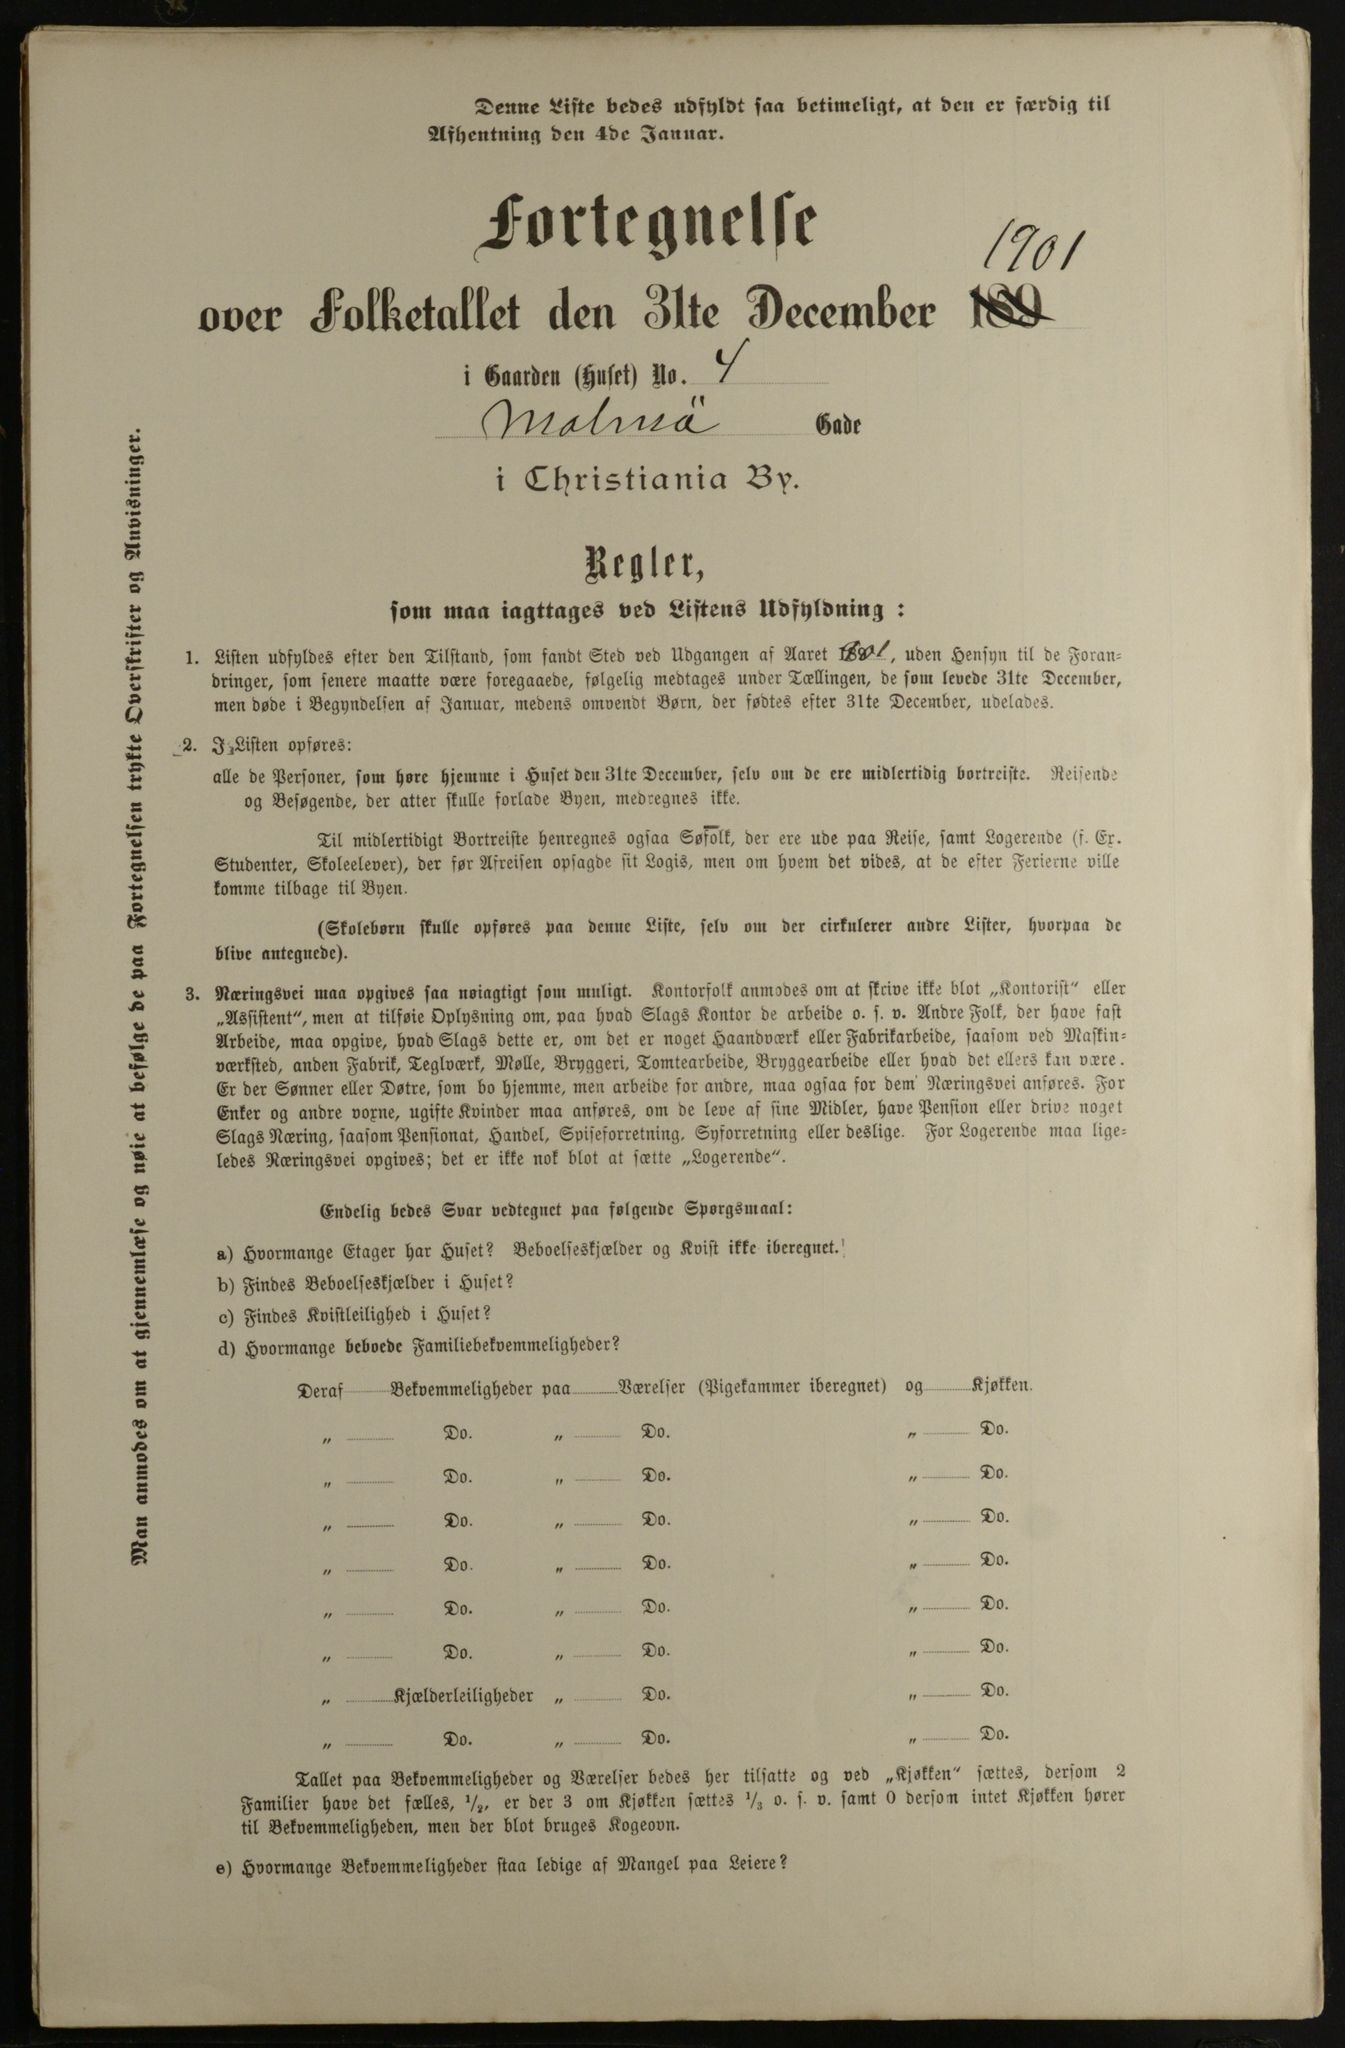 Denne Liste bedes udfyldt saa betimeligt, at den er færdig til
Afhentning den 4de Januar.
Fortegnelse
1901
over Folketallet den 31te December 189
i Gaarden (Huset) No. 4
Malmö Gade
i Christiania By.
Regler,
som maa iagttages ved Listens Udfyldning:
1. Listen udfyldes efter den Tilstand, som fandt Sted ved Udgangen af Aaret 1901, uden Hensyn til de Foran-
dringer, som senere maatte være foregaaede, følgelig medtages under Tællingen, de som levede 31te December,
men døde i Begyndelsen af Januar, medens omvendt Børn, der fødtes efter 31te December, udelades.
2. I Listen opføres:
alle de Personer, som høre hjemme i Huset den 31te December, selv om de ere midlertidig bortreiste. Reisende
og Besøgende, der atter skulle forlade Byen, medregnes ikke.
Til midlertidigt Bortreiste henregnes ogsaa Søfolk, der ere ude paa Reise, samt Logerende (f. Ex.
Studenter, Skoleelever), der før Afreisen opsagde sit Logis, men om hvem det vides, at de efter Ferierne ville
komme tilbage til Byen.
(Skolebørn skulle opføres paa denne Liste, selv om der cirkulerer andre Lister, hvorpaa de
blive antegnede).
3. Næringsvei maa opgives saa nøiagtigt som muligt. Kontorfolk anmodes om at skrive ikke blot „Kontorist“ eller
„Assistent“, men at tilføie Oplysning om, paa hvad Slags Kontor de arbeide o. s. v. Andre Folk, der have fast
Arbeide, maa opgive, hvad Slags dette er, om det er noget Haandværk eller Fabrikarbeide, saasom ved Maskin-
værksted, anden Fabrik, Teglværk, Mølle, Bryggeri, Tomtearbeide, Bryggearbeide eller hvad det ellers kan være.
Er der Sønner eller Døtre, som bo hjemme, men arbeide for andre, maa ogsaa for dem Næringsvei anføres. For
Enker og andre voxne, ugifte Kvinder maa anføres, om de leve af sine Midler, have Pension eller drive noget
Slags Næring, saasom Pensionat, Handel, Spiseforretning, Syforretning eller deslige. For Logerende maa lige-
ledes Næringsvei opgives; det er ikke nok blot at sætte „Logerende“.
Endelig bedes Svar vedtegnet paa følgende Spørgsmaal:
a) Hvormange Etager har Huset? Beboelseskjælder og Kvist ikke iberegnet.
b) Findes Beboelseskjælder i Huset?
c) Findes Kvistleilighed i Huset?
d) Hvormange beboede Familiebekvemmeligheder?
Deraf Bekvemmeligheder paa Værelser (Pigekammer iberegnet) og Kjøkken.
„ Do. „ Do. „ Do.
„ Do. „ Do. „ Do.
„ Do. „ Do. „ Do.
„ Do. „ Do. „ Do.
„ Do. „ Do. „ Do.
„ Do. „ Do. „ Do.
„ Kjælderleiligheder „ Do. „ Do.
„ Do. „ Do. „ Do.
Tallet paa Bekvemmeligheder og Værelser bedes her tilsatte og ved „Kjøkken“ sættes, dersom 2
Familier have det fælles, 1/2, er der 3 om Kjøkken sættes 1/3 o. s. v. samt 0 dersom intet Kjøkken hører
til Bekvemmeligheden, men der blot bruges Kogeovn.
e) Hvormange Bekvemmeligheder staa ledige af Mangel paa Leiere?
Man anmodes om at gjennemlæse og nøie at befølge de paa Fortegnelsen trykte Overskrifter og Anvisninger.